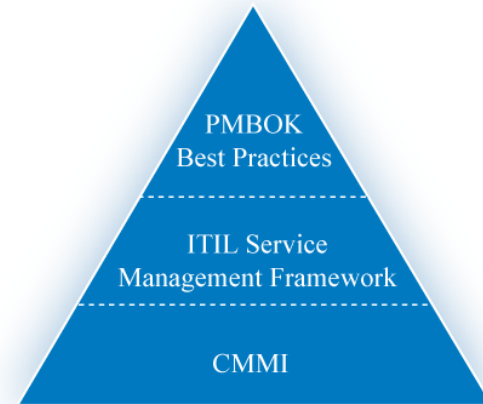 PMBOK
Best Practices
ITIL Service
Management Framework
CMMI